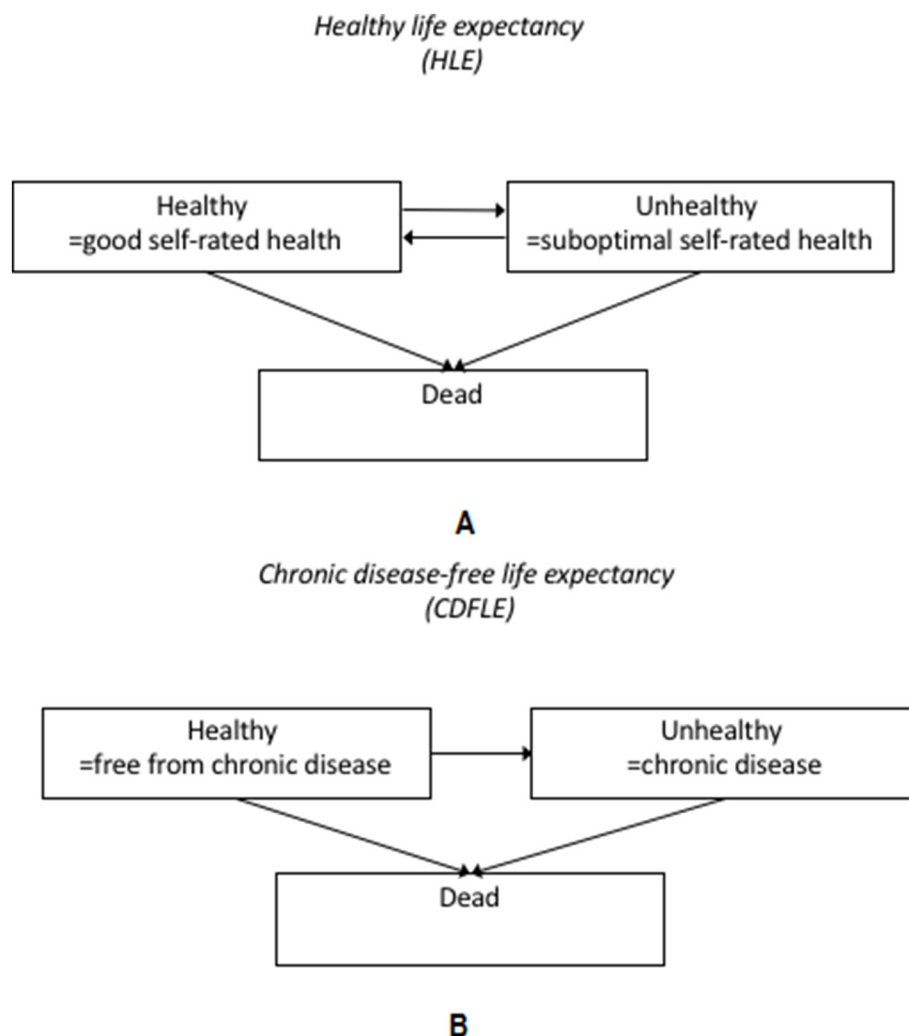 Healthy life expectancy
(HLE)
Healthy
=good self-rated health
Unhealthy
=suboptimal self-rated health
Dead
A
Chronic disease-free life expectancy
(CDFLE)
Healthy
=free from chronic disease
Unhealthy
=chronic disease
Dead
B